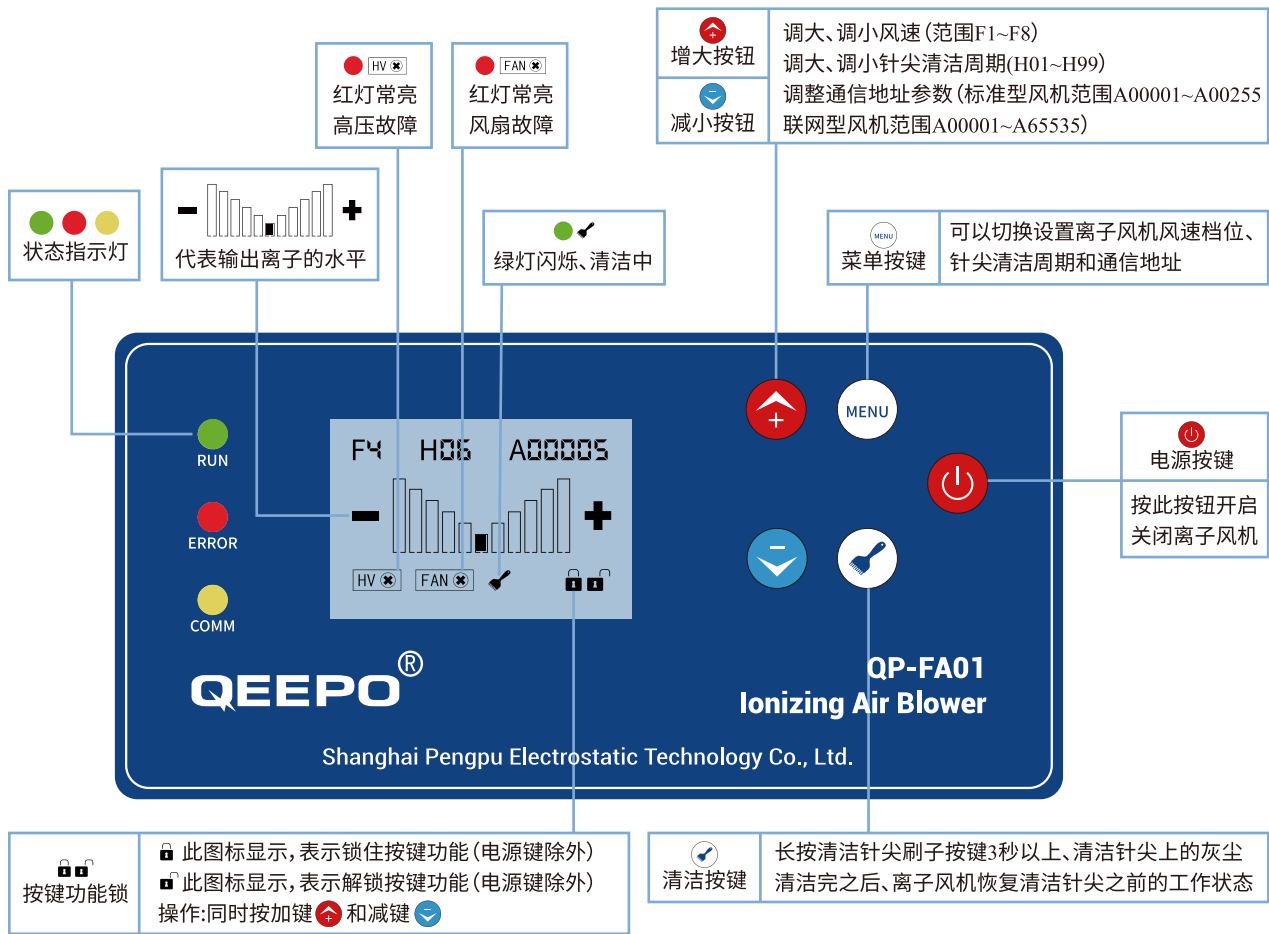 增大按钮
减小按钮
调大、调小风速（范围F1~F8）
调大、调小针尖清洁周期(H01~H99）
调整通信地址参数（标准型风机范围A00001~A00255
联网型风机范围A00001~A65535）
HV
红灯常亮
高压故障
FAN
红灯常亮
风扇故障
状态指示灯
- +
代表输出离子的水平
绿灯闪烁、清洁中
MENU
菜单按键
可以切换设置离子风机风速档位、
针尖清洁周期和通信地址
RUN
ERROR
COMM
F4 H06 A00005
- +
HV FAN
+
MENU
-
电源按键
按此按钮开启
关闭离子风机
QEEPO®
QP-FA01
Ionizing Air Blower
Shanghai Pengpu Electrostatic Technology Co., Ltd.
按键功能锁
此图标显示，表示锁住按键功能（电源键除外）
此图标显示，表示解锁按键功能（电源键除外）
操作:同时按加键 和减键
清洁按键
长按清洁针尖刷子按键3秒以上、清洁针尖上的灰尘
清洁完之后、离子风机恢复清洁针尖之前的工作状态